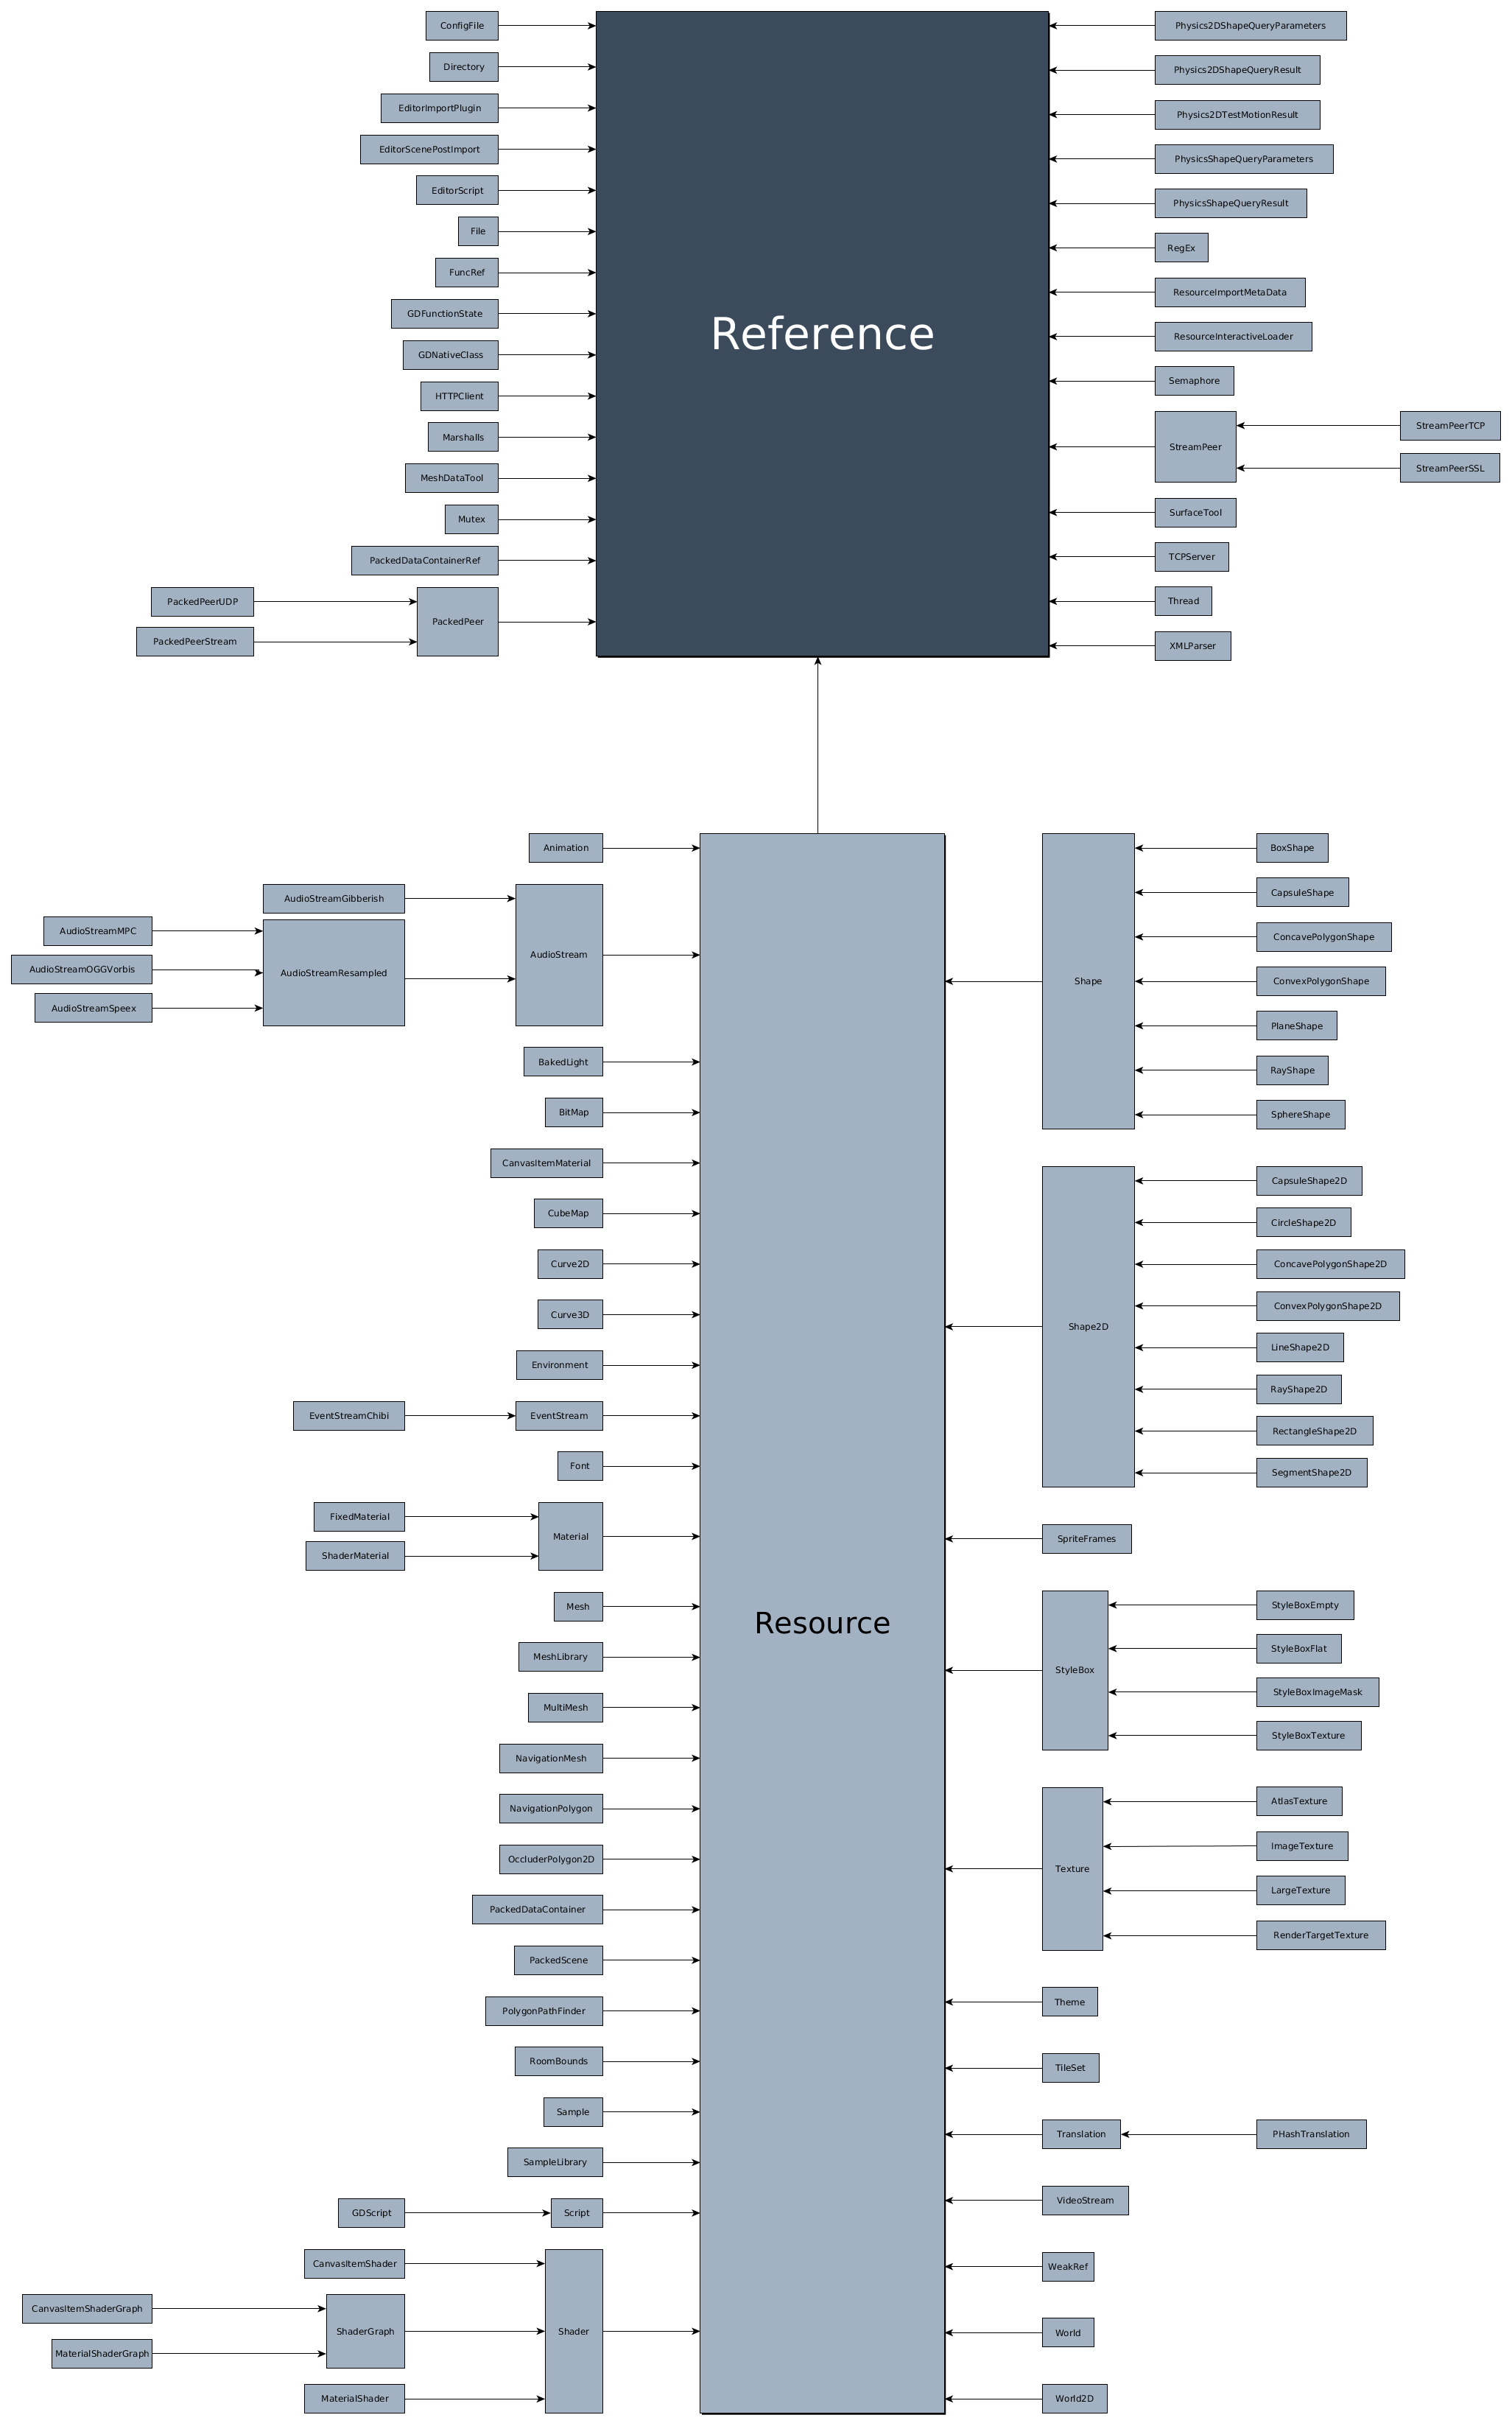 ConfigFile
Directory
EditorImportPlugin
EditorScenePostImport
EditorScript
File
FuncRef
GDFunctionState
GDNativeClass
HTTPClient
Marshalls
MeshDataTool
Mutex
PackedDataContainerRef
PackedPeerUDP
PackedPeerStream
PackedPeer
Reference
Physics2DShapeQueryParameters
Physics2DShapeQueryResult
Physics2DTestMotionResult
PhysicsShapeQueryParameters
PhysicsShapeQueryResult
RegEx
ResourceImportMetaData
ResourceInteractiveLoader
Semaphore
StreamPeer
StreamPeerTCP
StreamPeerSSL
SurfaceTool
TCPServer
Thread
XMLParser
Animation
AudioStreamGibberish
AudioStreamMPC
AudioStreamOGGVorbis
AudioStreamSpeex
AudioStreamResampled
AudioStream
BakedLight
BitMap
CanvasItemMaterial
CubeMap
Curve2D
Curve3D
Environment
EventStreamChibi
EventStream
Font
FixedMaterial
ShaderMaterial
Material
Mesh
MeshLibrary
MultiMesh
NavigationMesh
NavigationPolygon
OccluderPolygon2D
PackedDataContainer
PackedScene
PolygonPathFinder
RoomBounds
Sample
SampleLibrary
GDScript
Script
CanvasItemShader
CanvasItemShaderGraph
MaterialShaderGraph
ShaderGraph
MaterialShader
Shader
Resource
Shape
BoxShape
CapsuleShape
ConcavePolygonShape
ConvexPolygonShape
PlaneShape
RayShape
SphereShape
Shape2D
CapsuleShape2D
CircleShape2D
ConcavePolygonShape2D
ConvexPolygonShape2D
LineShape2D
RayShape2D
RectangleShape2D
SegmentShape2D
SpriteFrames
StyleBox
StyleBoxEmpty
StyleBoxFlat
StyleBoxImageMask
StyleBoxTexture
Texture
AtlasTexture
ImageTexture
LargeTexture
RenderTargetTexture
Theme
TileSet
Translation
PHashTranslation
VideoStream
WeakRef
World
World2D